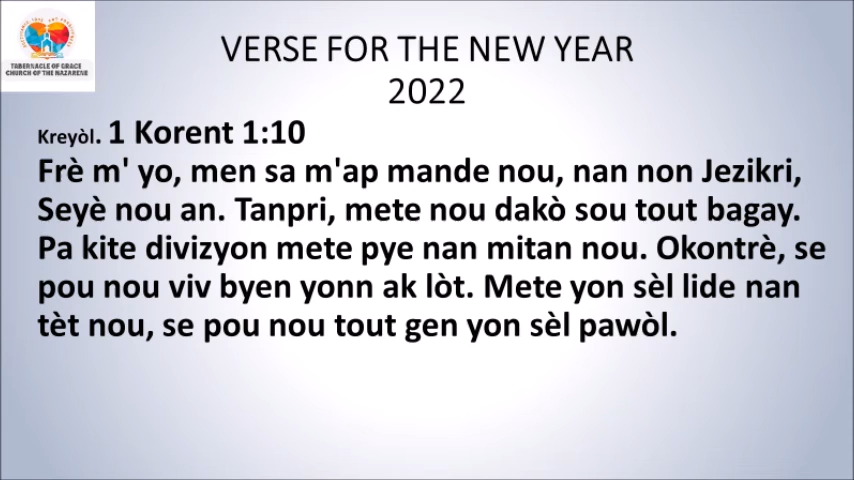 TABERNACLE OF GRACE
CHURCH OF THE NAZARENE
VERSE FOR THE NEW YEAR
2022
Kreyòl. 1 Korent 1:10
Frè m' yo, men sa m'ap mande nou, nan non Jezikri,
Seyè nou an. Tanpri, mete nou dakò sou tout bagay.
Pa kite divizyon mete pye nan mitan nou. Okontrè, se
pou nou viv byen yonn ak lòt. Mete yon sèl lide nan
tèt nou, se pou nou tout gen yon sèl pawòl.